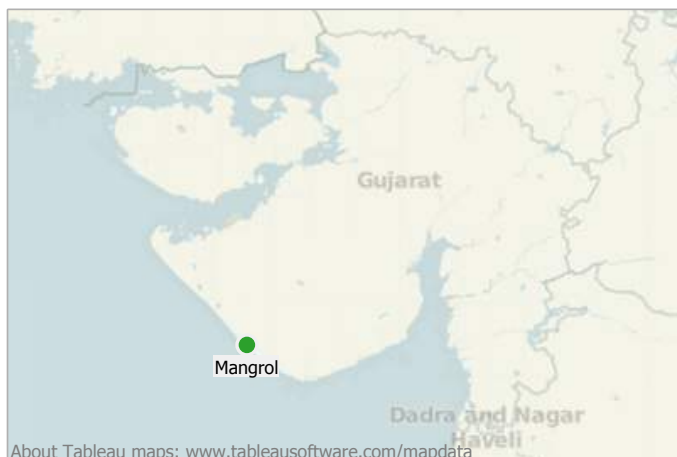 Gujarat
Mangrol
Dadra and Nagar
Haveli
About Tableau maps: www.tableausoftware.com/mapdata